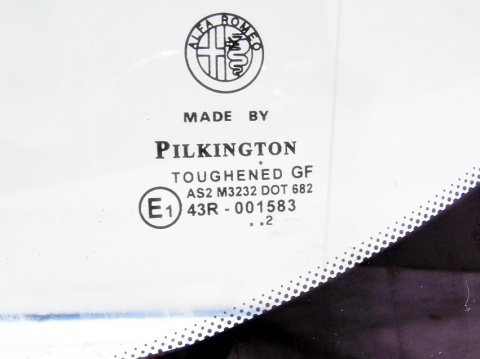 ALFA ROMEO
MADE BY
PILKINGTON
TOUGHENED GF
AS2 M3232 DOT 682
E1 43R - 001583
..2